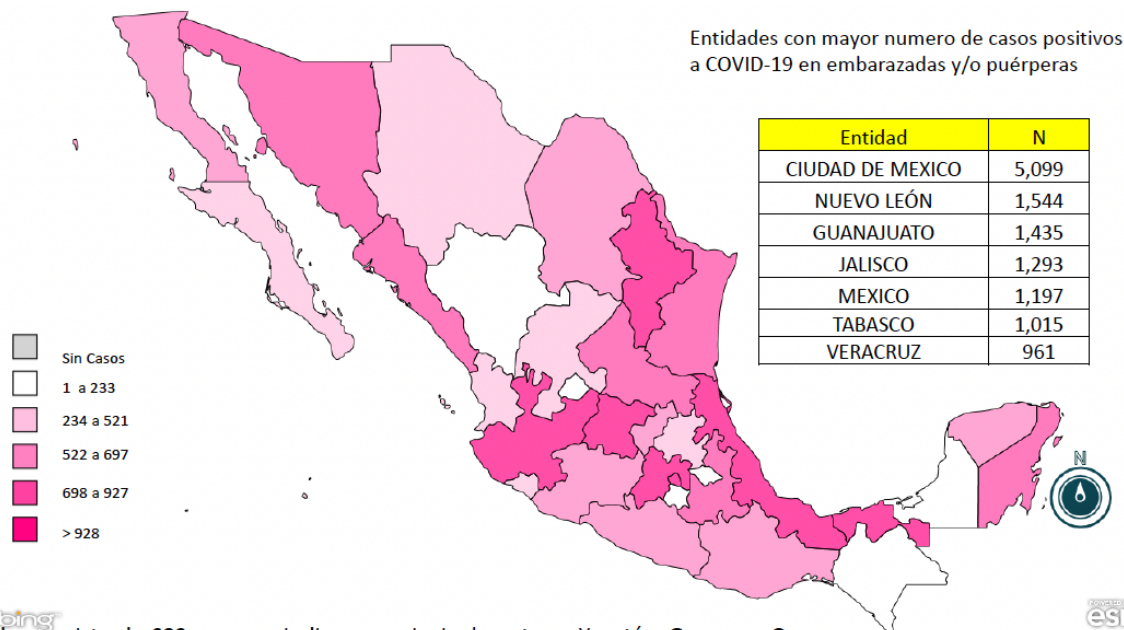 Entidades con mayor numero de casos positivos
a COVID-19 en embarazadas y/o puérperas
Entidad N
CIUDAD DE MEXICO 5,099
NUEVO LEÓN 1,544
GUANAJUATO 1,435
JALISCO 1,293
MEXICO 1,197
TABASCO 1,015
VERACRUZ 961
Sin Casos
1 a 233
234 a 521
522 a 697
698 a 927
> 928
N
bing